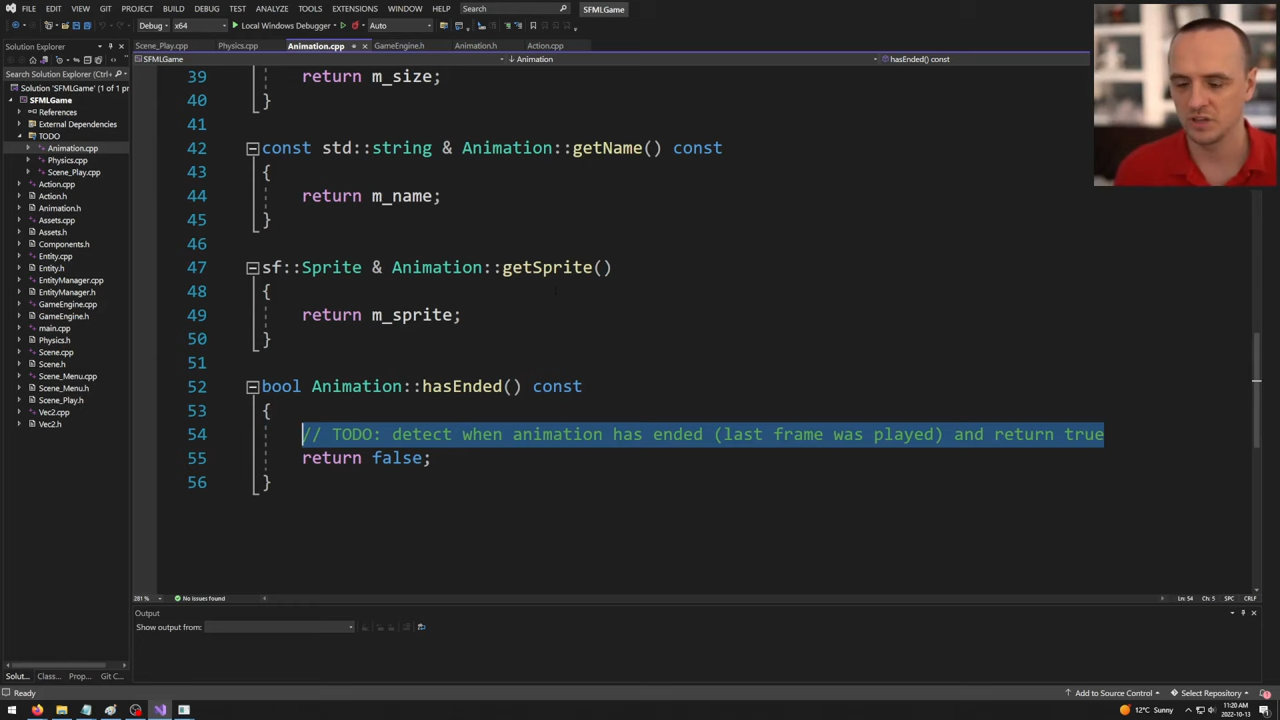 FILE EDIT VIEW GIT PROJECT BUILD DEBUG TEST ANALYZE TOOLS EXTENSIONS WINDOW HELP Search SFMLGame
Debug x64 Local Windows Debugger Auto
Solution Explorer
Search Solution Explorer (Ctrl+
Solution 'SFMLGame' (1 of 1 pr
SFMLGame
References
External Dependencies
TODO
Animation.cpp
Physics.cpp
Scene_Play.cpp
Action.cpp
Action.h
Animation.h
Assets.cpp
Assets.h
Components.h
Entity.cpp
Entity.h
EntityManager.cpp
EntityManager.h
GameEngine.cpp
GameEngine.h
main.cpp
Physics.h
Scene.cpp
Scene.h
Scene_Menu.cpp
Scene_Menu.h
Scene_Play.h
Vec2.cpp
Vec2.h
Solut... Class... Prop... Git C...
Scene_Play.cpp Physics.cpp Animation.cpp GameEngine.h Animation.h Action.cpp
SFMLGame Animation hasEnded() const
39 return m_size;
40 }
41
42 const std::string & Animation::getName() const
43 {
44 return m_name;
45 }
46
47 sf::Sprite & Animation::getSprite()
48 {
49 return m_sprite;
50 }
51
52 bool Animation::hasEnded() const
53 {
54 // TODO: detect when animation has ended (last frame was played) and return true
55 return false;
56 }
281 % No issues found Ln: 54 Ch: 5 SPC CRLF
Output
Show output from:
Ready Add to Source Control Select Repository
12°C Sunny 11:20 AM
2022-10-13